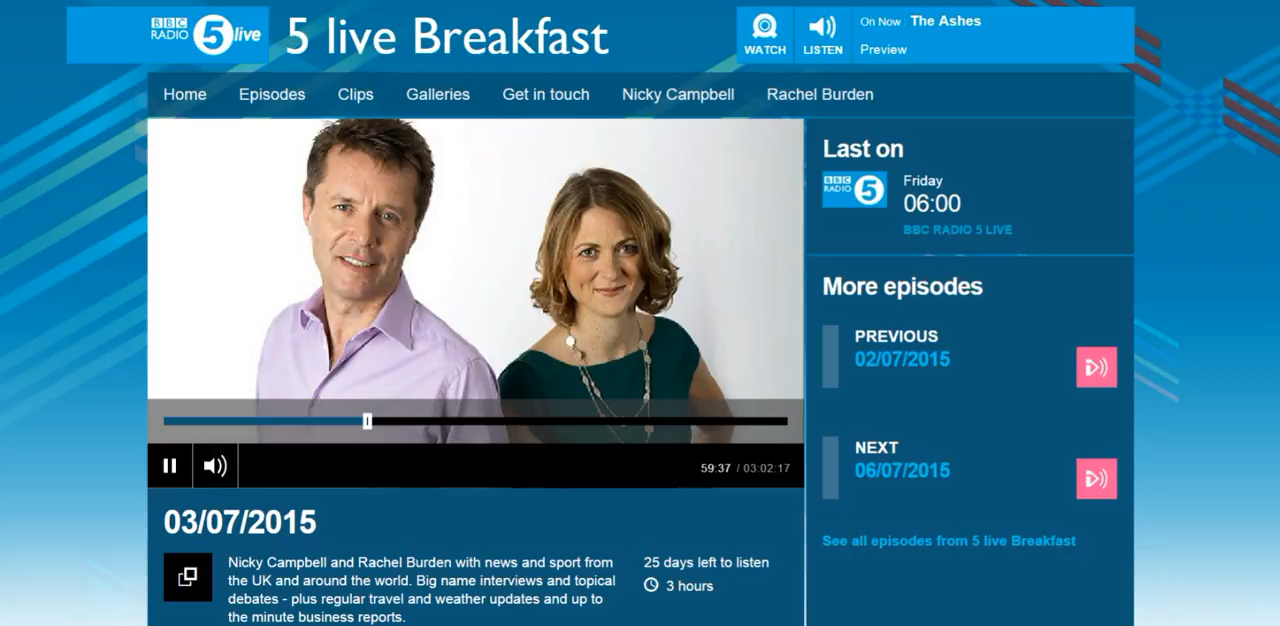 BBC
RADIO 5 live
5 live Breakfast
WATCH
LISTEN
On Now : The Ashes
Preview
Home Episodes Clips Galleries Get in touch Nicky Campbell Rachel Burden
Last on
BBC
RADIO 5
Friday
06:00
BBC RADIO 5 LIVE
More episodes
PREVIOUS
02/07/2015
NEXT
06/07/2015
See all episodes from 5 live Breakfast
59:37 / 03:02:17
03/07/2015
Nicky Campbell and Rachel Burden with news and sport from
the UK and around the world. Big name interviews and topical
debates - plus regular travel and weather updates and up to
the minute business reports.
25 days left to listen
3 hours